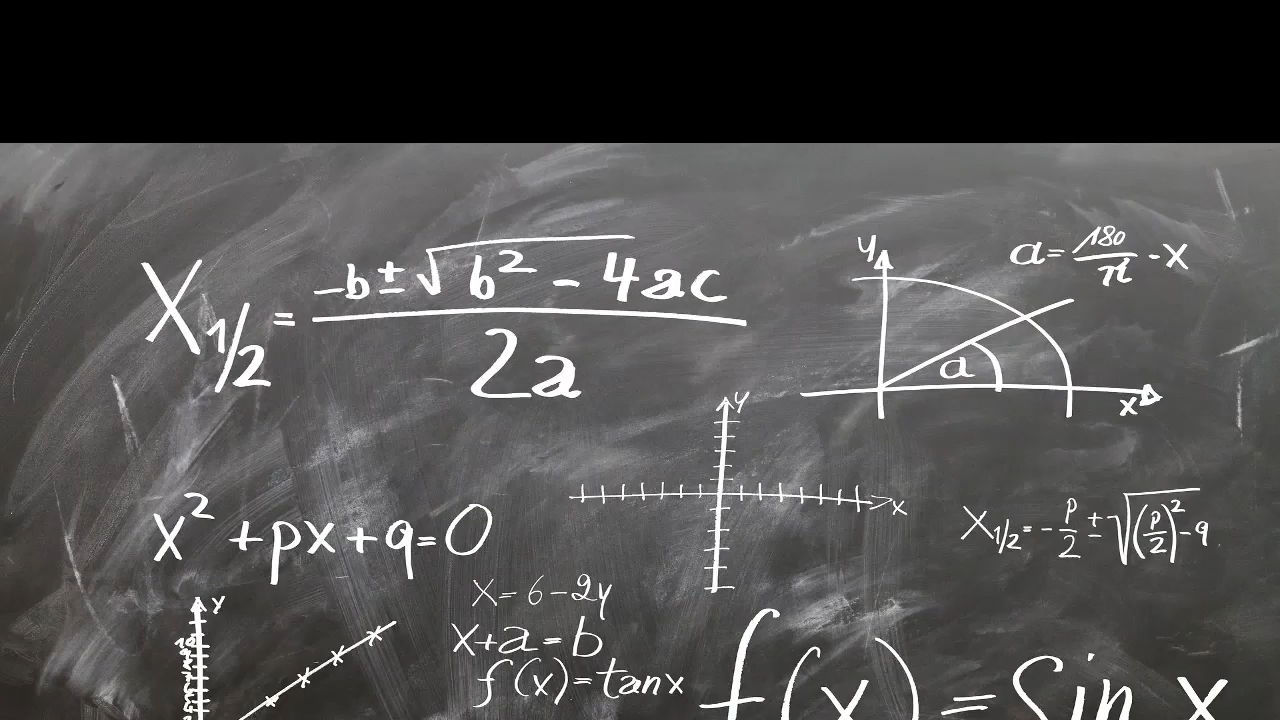 X₁/₂ = (-b ± √(b² - 4ac)) / 2a
y
a = 180/π · x
a
x
y
x
x² + px + q = 0
x₁/₂ = -p/2 ± √((p/2)² - q)
x = 6 - 2y
y
x + a = b
f(x) = tan x
f(x) = Sin x